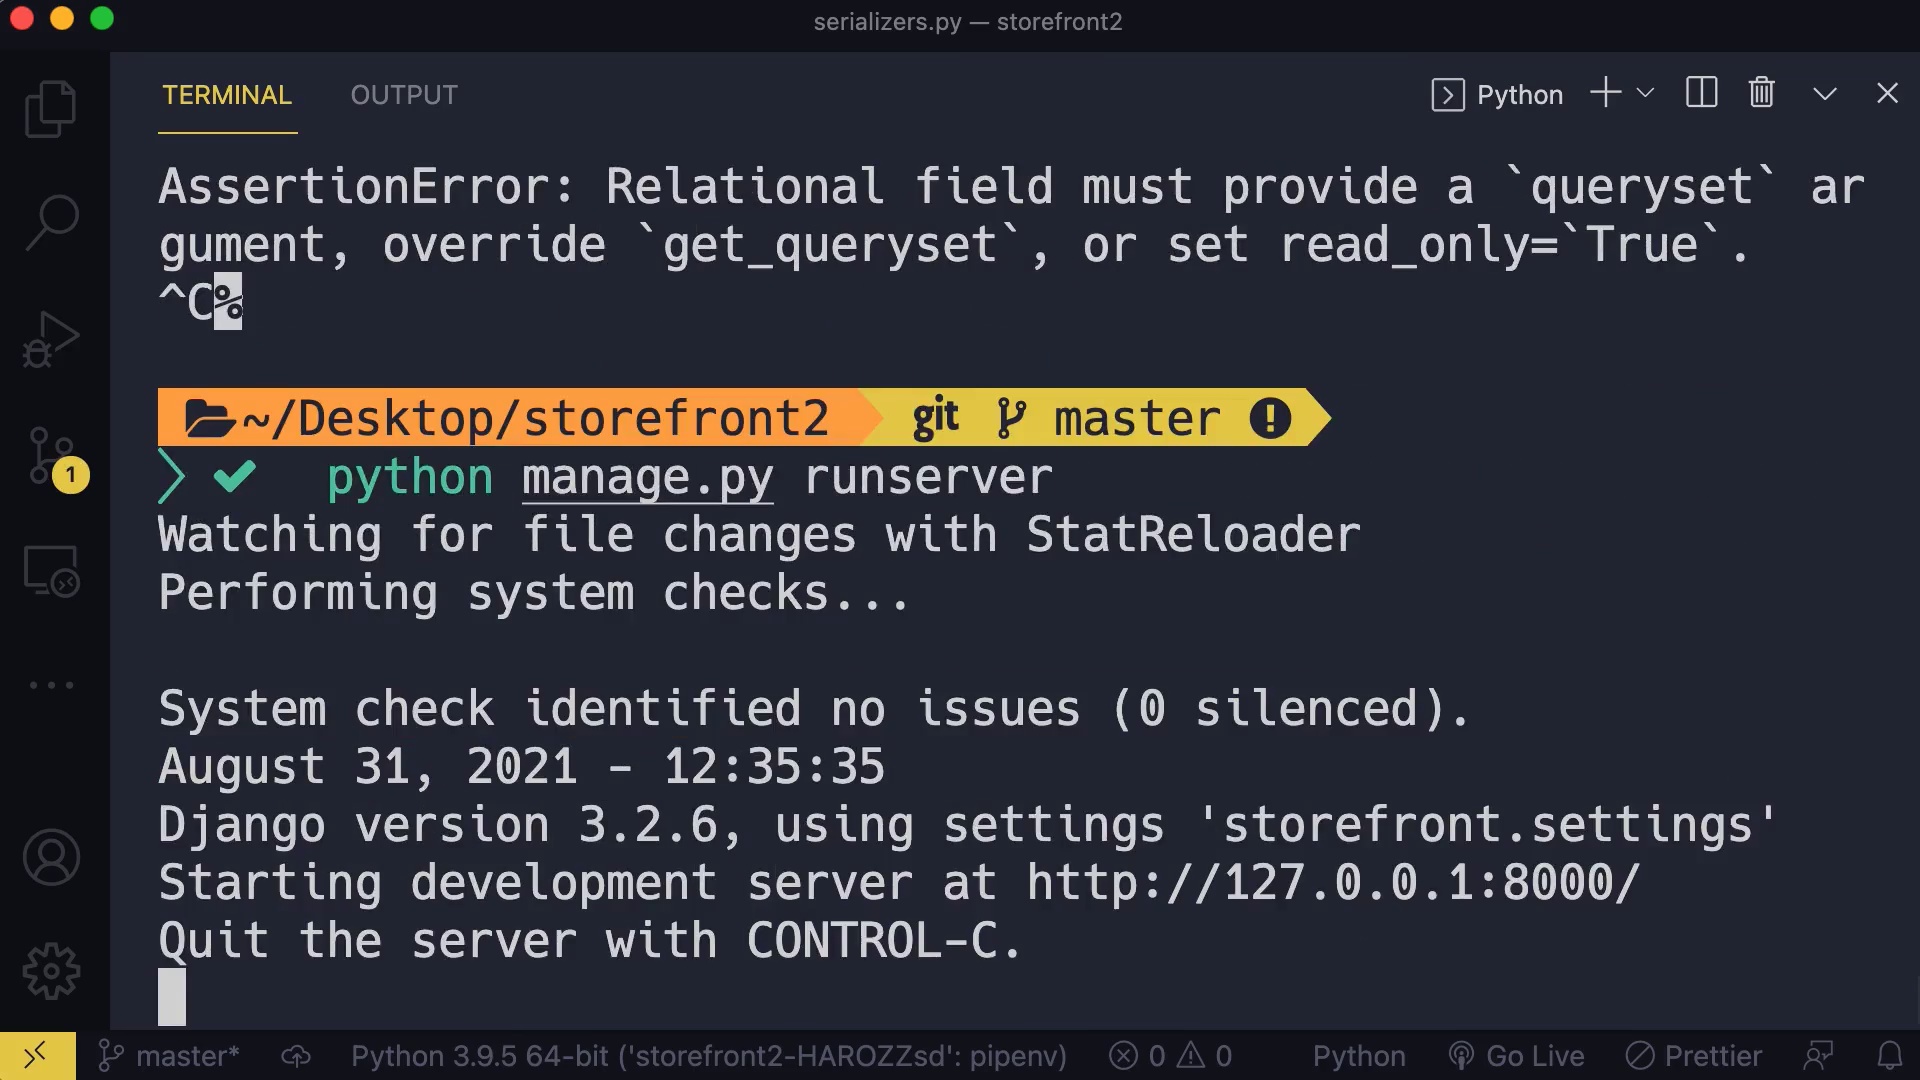 serializers.py — storefront2
TERMINAL OUTPUT Python
AssertionError: Relational field must provide a `queryset` ar
gument, override `get_queryset`, or set read_only=`True`.
^C%
~/Desktop/storefront2 git master
python manage.py runserver
Watching for file changes with StatReloader
Performing system checks...
1
System check identified no issues (0 silenced).
August 31, 2021 - 12:35:35
Django version 3.2.6, using settings 'storefront.settings'
Starting development server at http://127.0.0.1:8000/
Quit the server with CONTROL-C.
master* Python 3.9.5 64-bit ('storefront2-HAROZZsd': pipenv) 0 0 Python Go Live Prettier